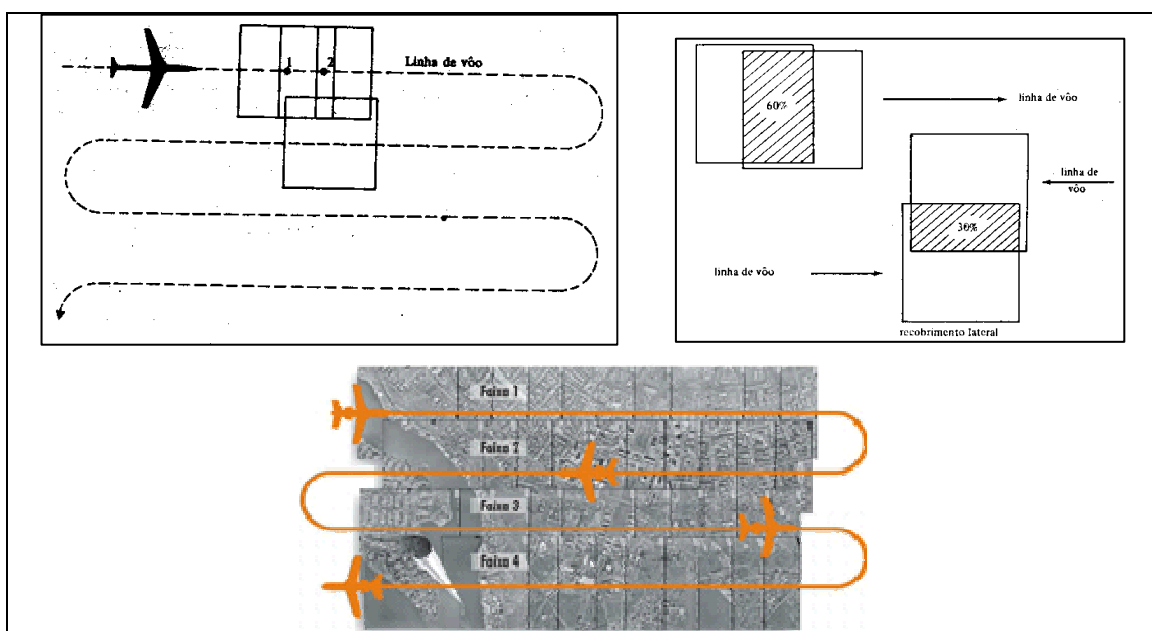 1
2
Linha de vôo
60%
linha de vôo
linha de
vôo
30%
linha de vôo
recobrimento lateral
Faixa 1
Faixa 2
Faixa 3
Faixa 4